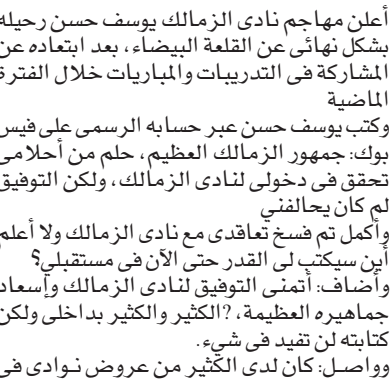 أعلن مهاجم نادى الزمالك يوسف حسن رحيله
بشكل نهائى عن القلعة البيضاء، بعد ابتعاده عن
المشاركة فى التدريبات والمباريات خلال الفترة
الماضية
وكتب يوسف حسن عبر حسابه الرسمى على فيس
بوك: جمهور الزمالك العظيم، حلم من أحلامى
تحقق فى دخولى لنادى الزمالك، ولكن التوفيق
لم كان يحالفني
وأكمل تم فسخ تعاقدى مع نادى الزمالك ولا أعلم
أين سيكتب لى القدر حتى الآن فى مستقبلي؟
وأضاف: أتمنى التوفيق لنادى الزمالك وإسعاد
جماهيره العظيمة، ?الكثير والكثير بداخلى ولكن
كتابته لن تفيد فى شيء.
وواصل: كان لدى الكثير من عروض نوادى فى